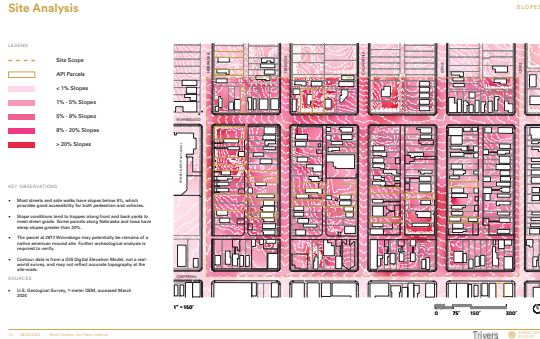 Site Analysis
SLOPES
LEGEND
Site Scope
API Parcels
< 1% Slopes
1% - 5% Slopes
5% - 8% Slopes
8% - 20% Slopes
> 20% Slopes
KEY OBSERVATIONS
• Most streets and side walks have slopes below 5%, which
provides good accessibility for both pedestrian and vehicles.
• Slope conditions tend to happen along front and back yards to
meet street grade. Some parcels along Nebraska and Iowa have
steep slopes greater than 20%.
• The parcel at 2917 Winnebago may potentially be remains of a
native american mound site. Further archeological analysis is
required to verify.
• Contour data is from a GIS Digital Elevation Model, not a real-
world survey, and may not reflect accurate topography at the
site-scale.
SOURCES
• U.S. Geological Survey, 1-meter DEM, accessed March
2024
WINNEBAGO
CHIPPEWA
1" = 150'
0 75' 150' 300'
Trivers